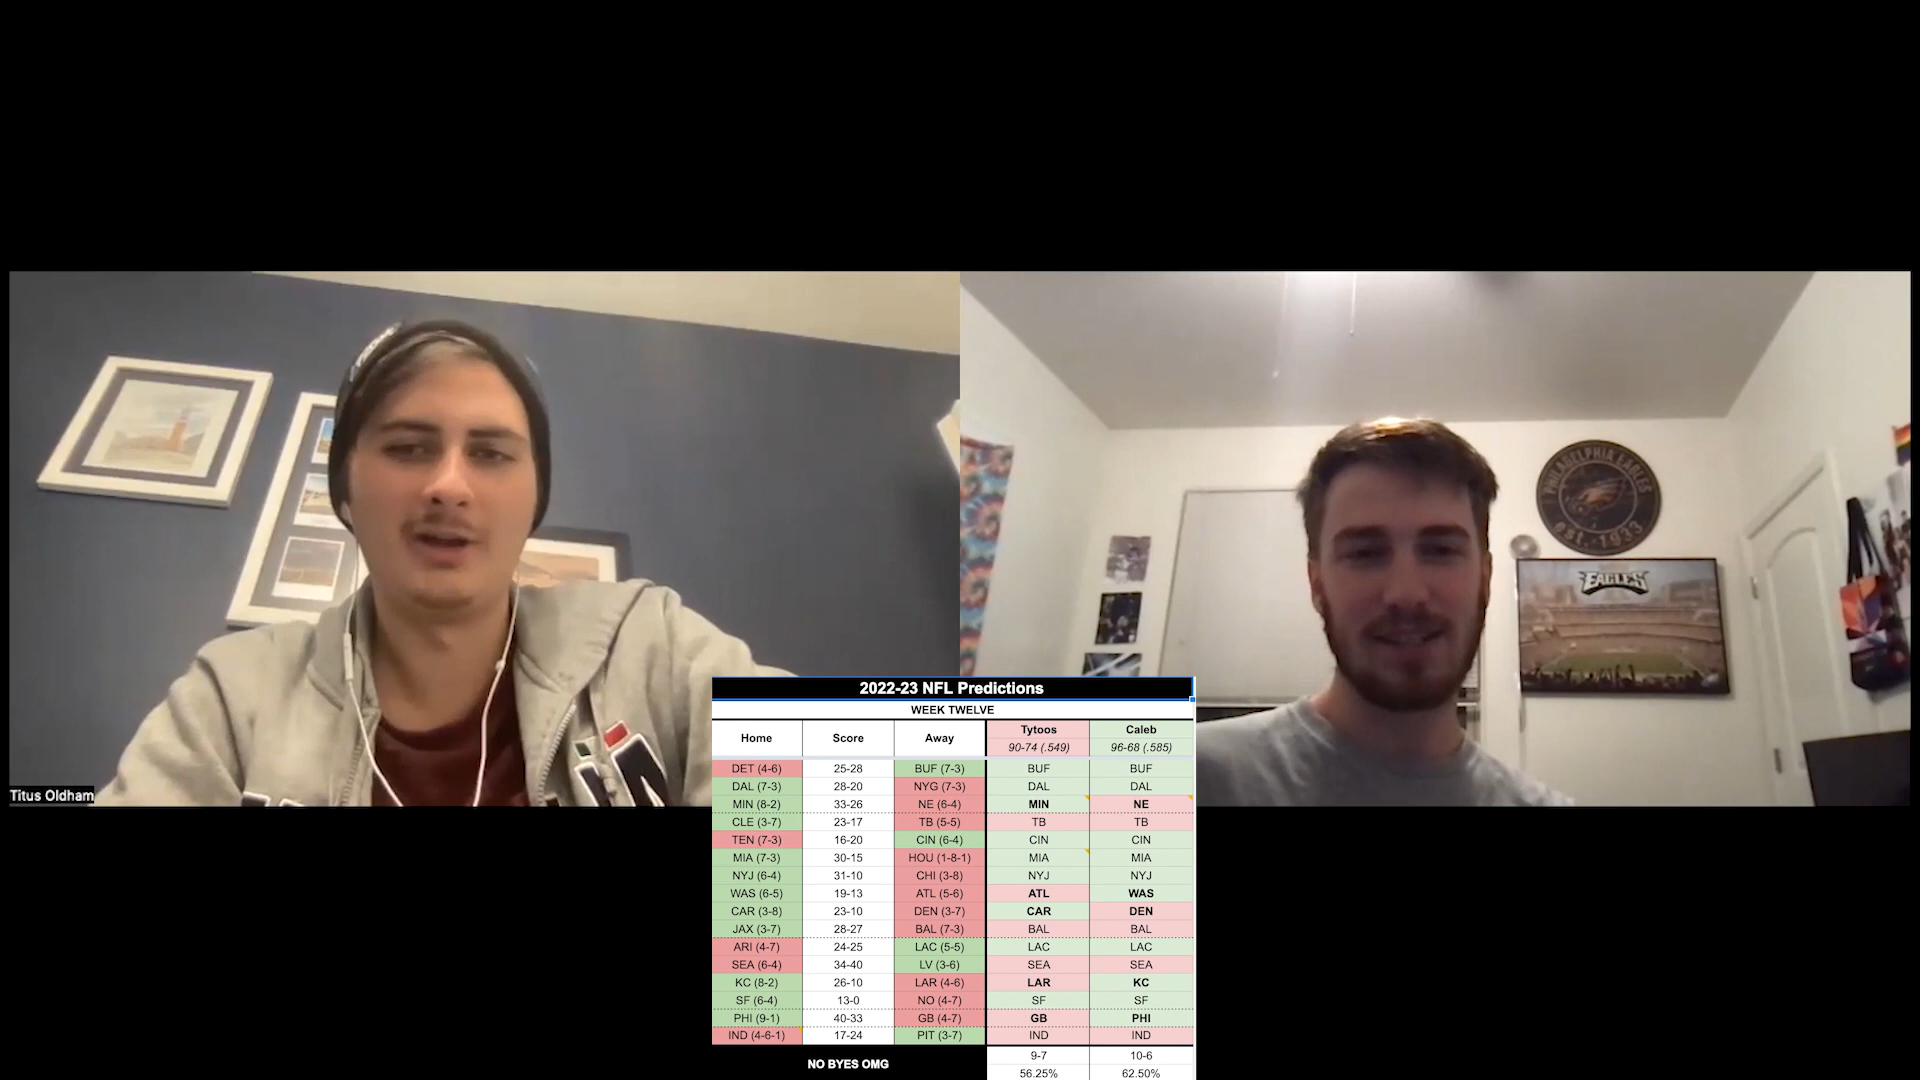 PHILADELPHIA EAGLES
est. 1933
EAGLES
Titus Oldham
2022-23 NFL Predictions
WEEK TWELVE
Home Score Away Tytoos Caleb
90-74 (.549) 96-68 (.585)
DET (4-6) 25-28 BUF (7-3) BUF BUF
DAL (7-3) 28-20 NYG (7-3) DAL DAL
MIN (8-2) 33-26 NE (6-4) MIN NE
CLE (3-7) 23-17 TB (5-5) TB TB
TEN (7-3) 16-20 CIN (6-4) CIN CIN
MIA (7-3) 30-15 HOU (1-8-1) MIA MIA
NYJ (6-4) 31-10 CHI (3-8) NYJ NYJ
WAS (6-5) 19-13 ATL (5-6) ATL WAS
CAR (3-8) 23-10 DEN (3-7) CAR DEN
JAX (3-7) 28-27 BAL (7-3) BAL BAL
ARI (4-7) 24-25 LAC (5-5) LAC LAC
SEA (6-4) 34-40 LV (3-6) SEA SEA
KC (8-2) 26-10 LAR (4-6) LAR KC
SF (6-4) 13-0 NO (4-7) SF SF
PHI (9-1) 40-33 GB (4-7) GB PHI
IND (4-6-1) 17-24 PIT (3-7) IND IND
NO BYES OMG
9-7 10-6
56.25% 62.50%